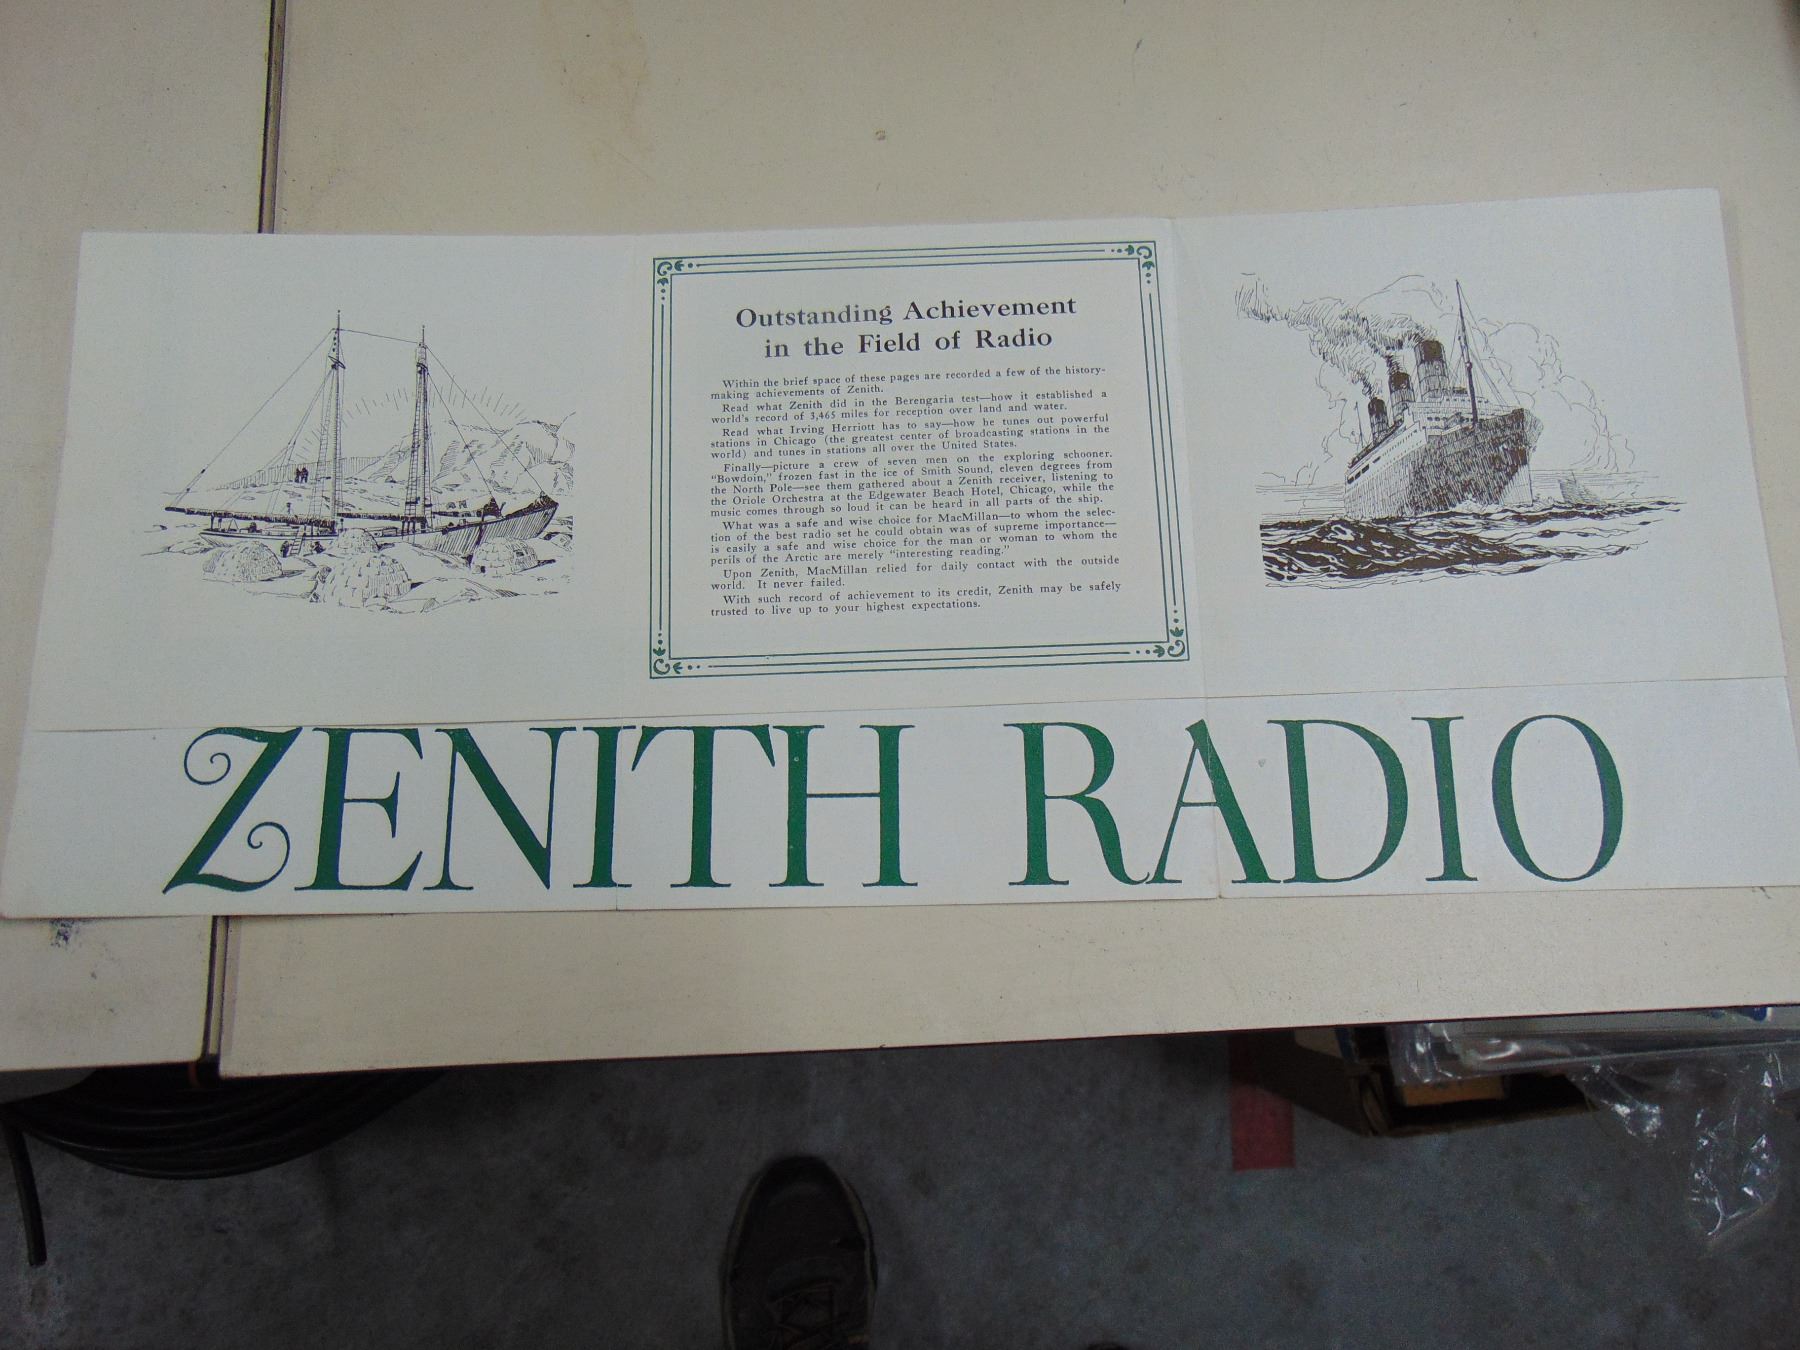 Outstanding Achievement
in the Field of Radio
Within the brief space of these pages are recorded a few of the history-
making achievements of Zenith.
Read what Zenith did in the Berengaria test—how it established a
world's record of 3,465 miles for reception over land and water.
Read what Irving Herriott has to say—how he tunes out powerful
stations in Chicago (the greatest center of broadcasting stations in the
world) and tunes in stations all over the United States.
Finally—picture a crew of seven men on the exploring schooner.
"Bowdoin," frozen fast in the ice of Smith Sound, eleven degrees from
the North Pole—see them gathered about a Zenith receiver, listening to
the Oriole Orchestra at the Edgewater Beach Hotel, Chicago, while the
music comes through so loud it can be heard in all parts of the ship.
What was a safe and wise choice for MacMillan—to whom the selec-
tion of the best radio set he could obtain was of supreme importance—
is easily a safe and wise choice for the man or woman to whom the
perils of the Arctic are merely "interesting reading."
Upon Zenith, MacMillan relied for daily contact with the outside
world. It never failed.
With such record of achievement to its credit, Zenith may be safely
trusted to live up to your highest expectations.
ZENITH RADIO